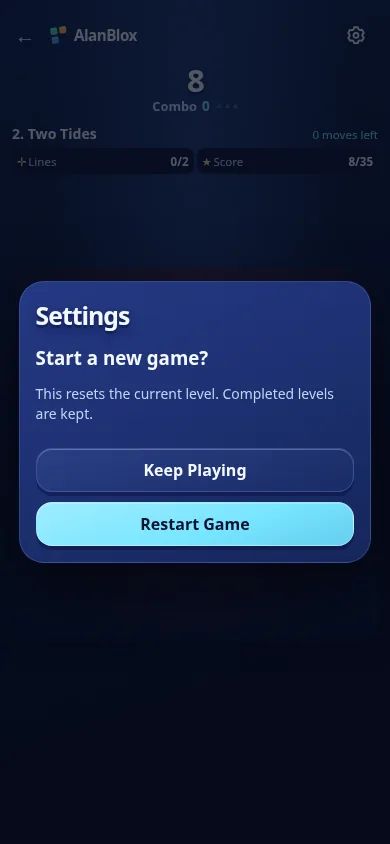 ← AlanBlox
8
Combo 0
2. Two Tides
0 moves left
Lines 0/2
Score 8/35
Settings
Start a new game?
This resets the current level. Completed levels
are kept.
Keep Playing
Restart Game